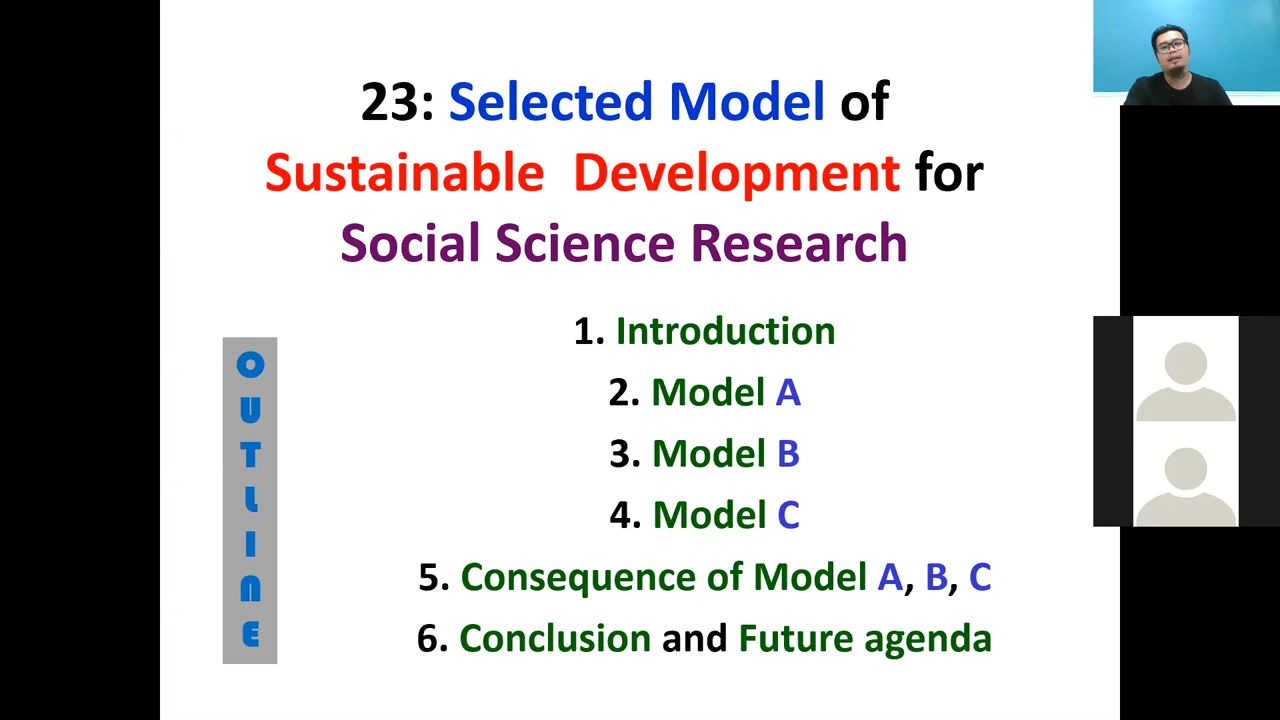 23: Selected Model of
Sustainable Development for
Social Science Research
OUTLINE
1. Introduction
2. Model A
3. Model B
4. Model C
5. Consequence of Model A, B, C
6. Conclusion and Future agenda